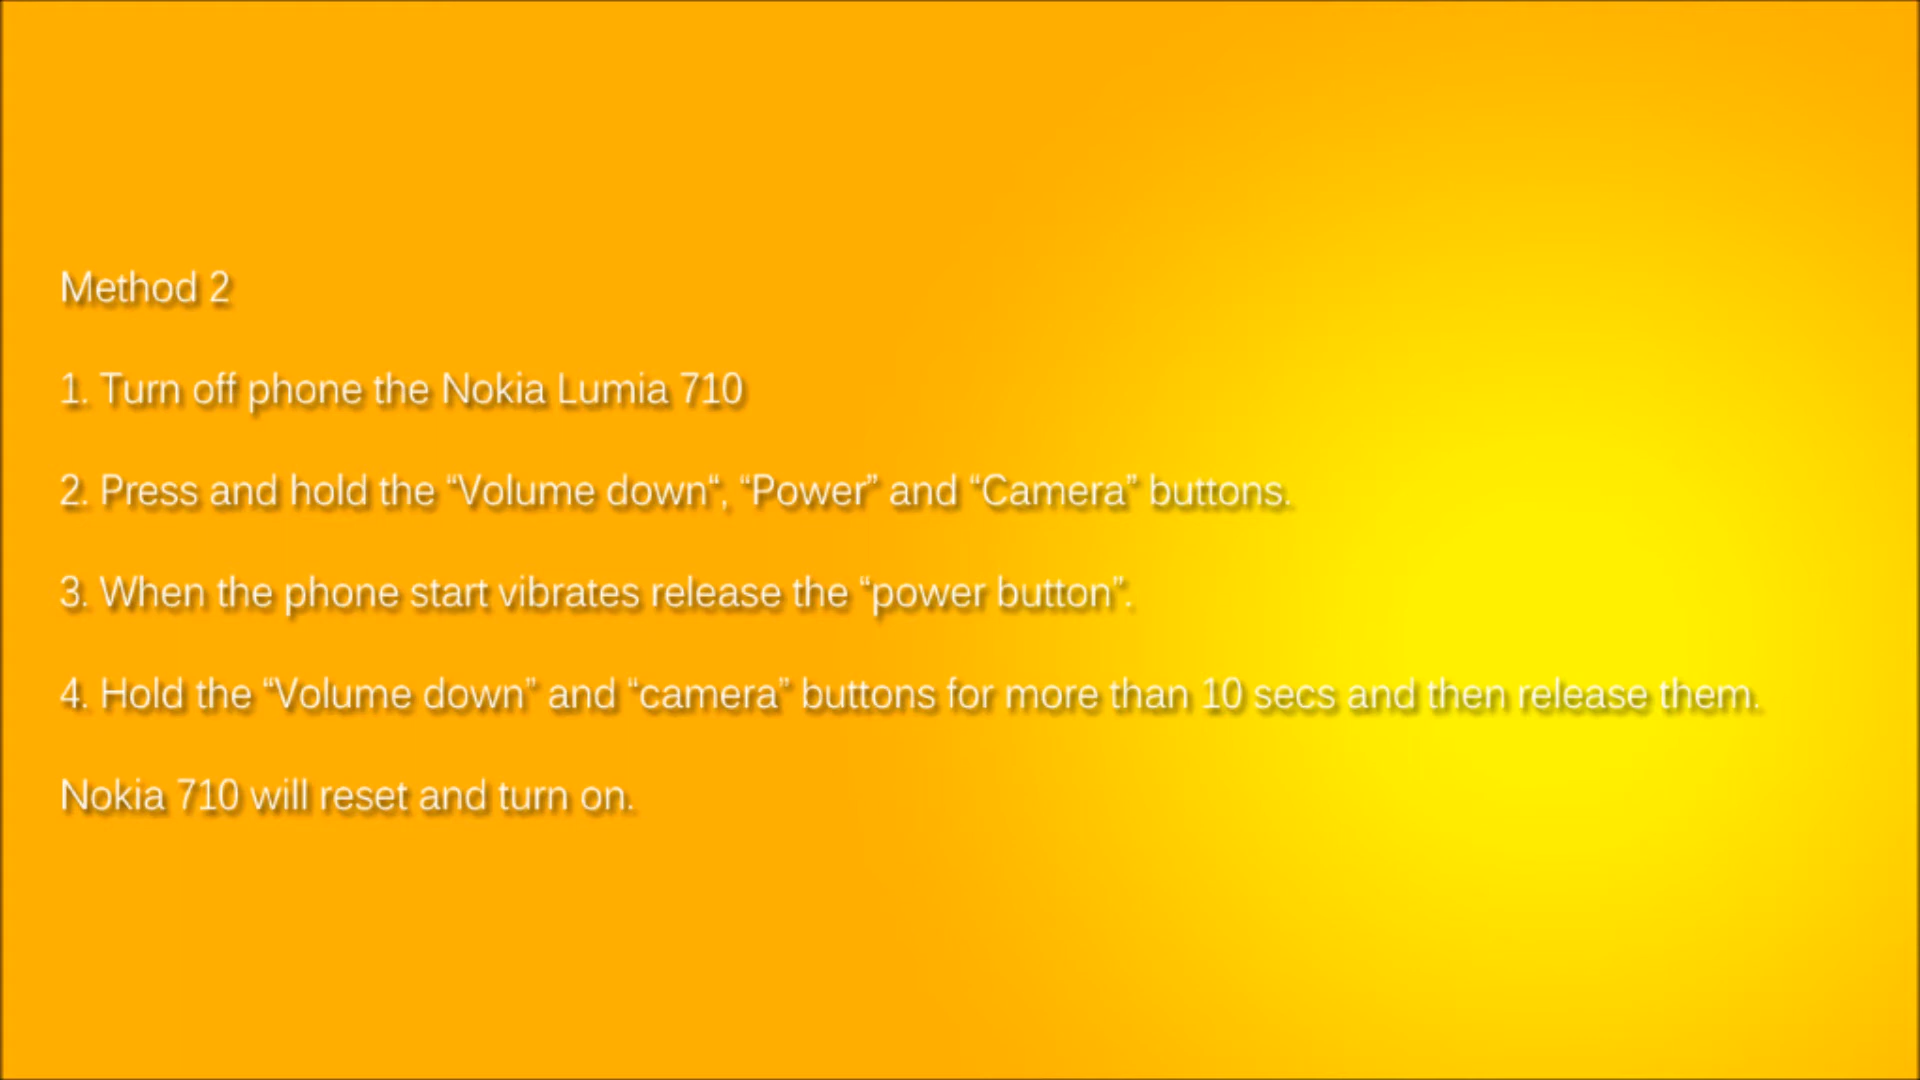 Method 2
1. Turn off phone the Nokia Lumia 710
2. Press and hold the “Volume down“, “Power” and “Camera” buttons.
3. When the phone start vibrates release the “power button”.
4. Hold the “Volume down” and “camera” buttons for more than 10 secs and then release them.
Nokia 710 will reset and turn on.